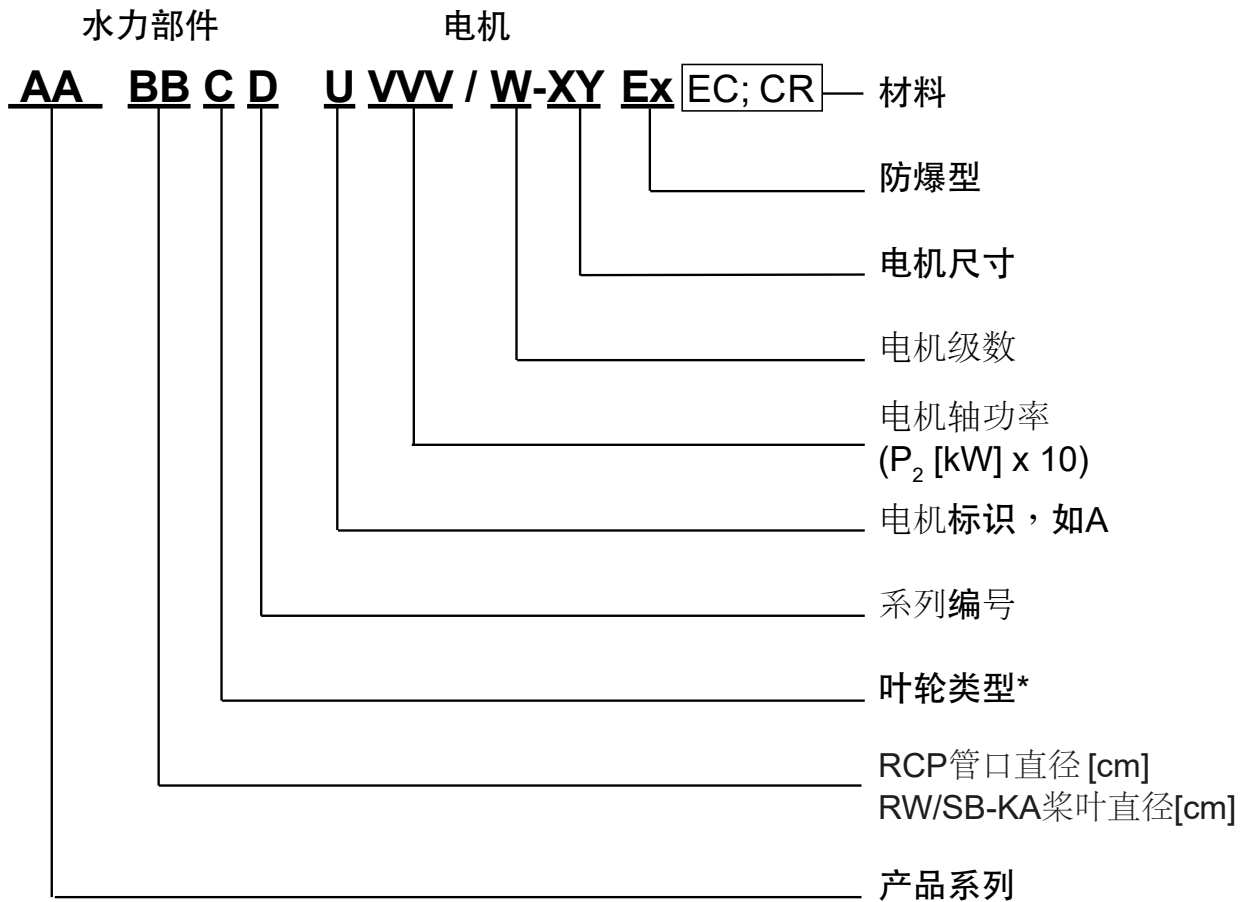 水力部件 电机
AA BB C D U VVV / W-XY Ex EC; CR 材料
防爆型
电机尺寸
电机级数
电机轴功率
(P₂ [kW] x 10)
电机标识，如A
系列编号
叶轮类型*
RCP管口直径 [cm]
RW/SB-KA桨叶直径[cm]
产品系列